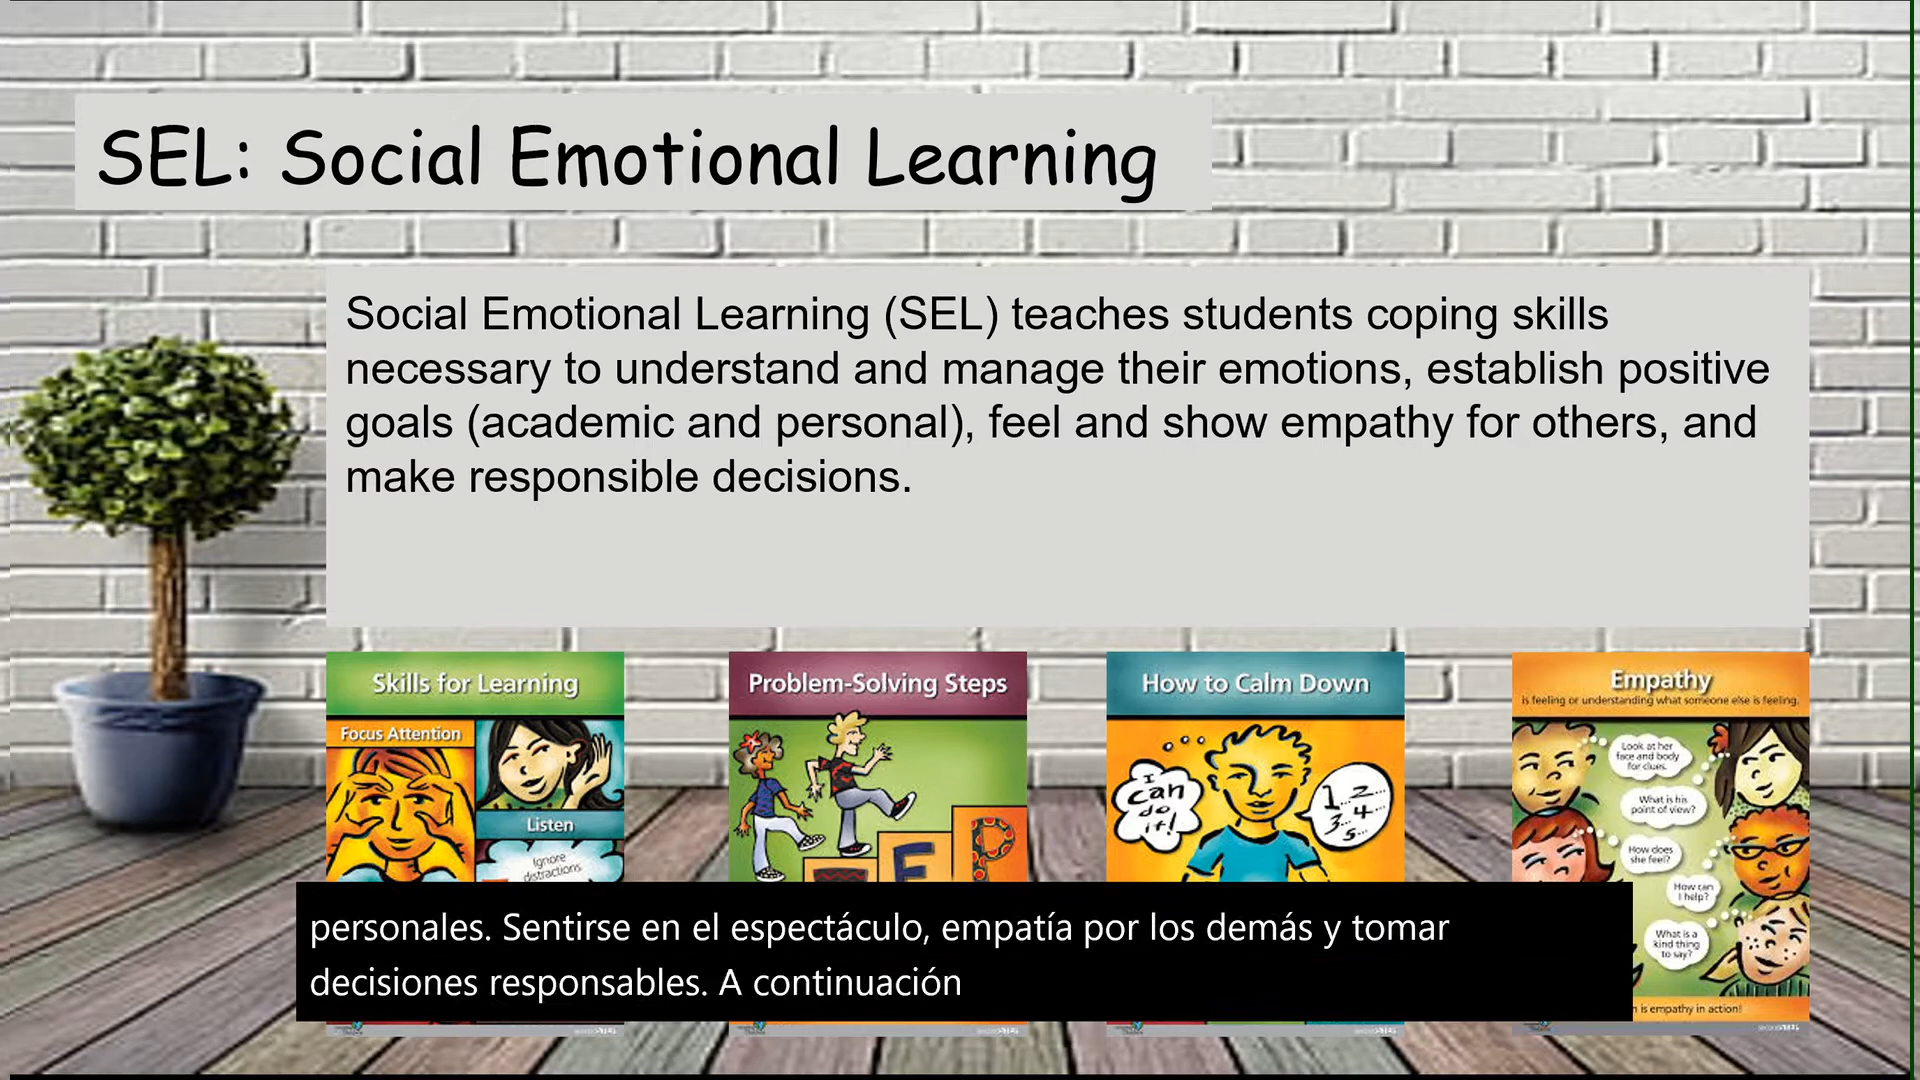 SEL: Social Emotional Learning
Social Emotional Learning (SEL) teaches students coping skills
necessary to understand and manage their emotions, establish positive
goals (academic and personal), feel and show empathy for others, and
make responsible decisions.
Skills for Learning
Focus Attention
Listen
Ignore
distractions
Problem-Solving Steps
E
P
How to Calm Down
I
can
do
it!
1 2
3 4
5
Empathy
is feeling or understanding what someone else is feeling.
Look at her
face and body
for clues.
What is his
point of view?
How does
she feel?
How can
I help?
What is a
kind thing
to say?
is empathy in action!
personales. Sentirse en el espectáculo, empatía por los demás y tomar
decisiones responsables. A continuación